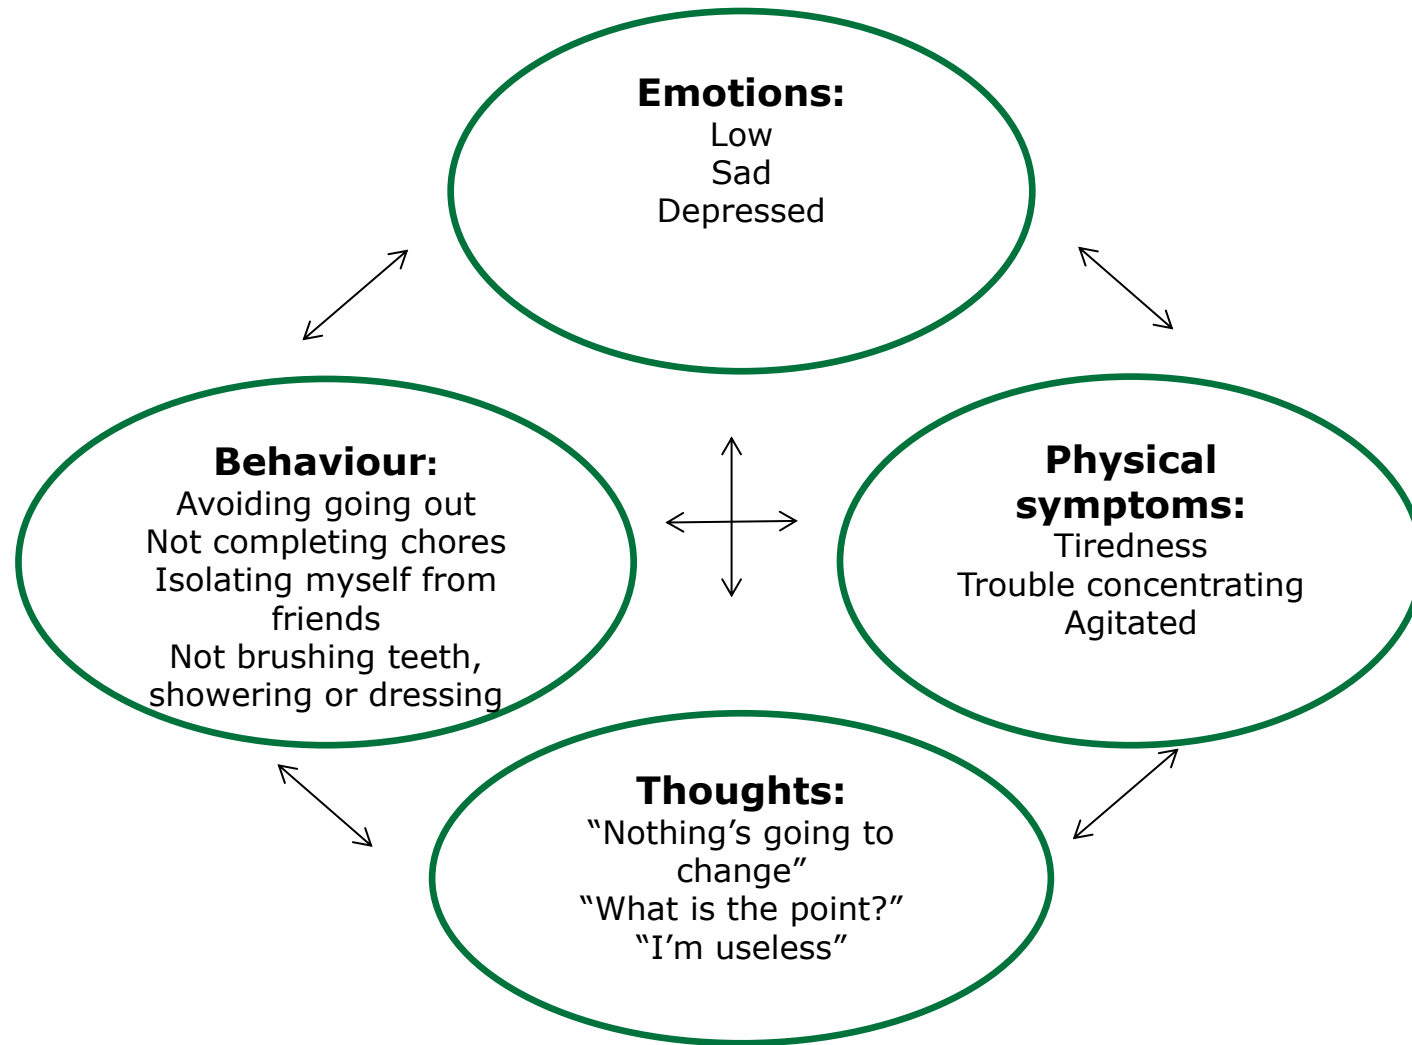 Emotions:
Low
Sad
Depressed
Behaviour:
Avoiding going out
Not completing chores
Isolating myself from
friends
Not brushing teeth,
showering or dressing
Physical
symptoms:
Tiredness
Trouble concentrating
Agitated
Thoughts:
“Nothing’s going to
change”
“What is the point?”
“I’m useless”